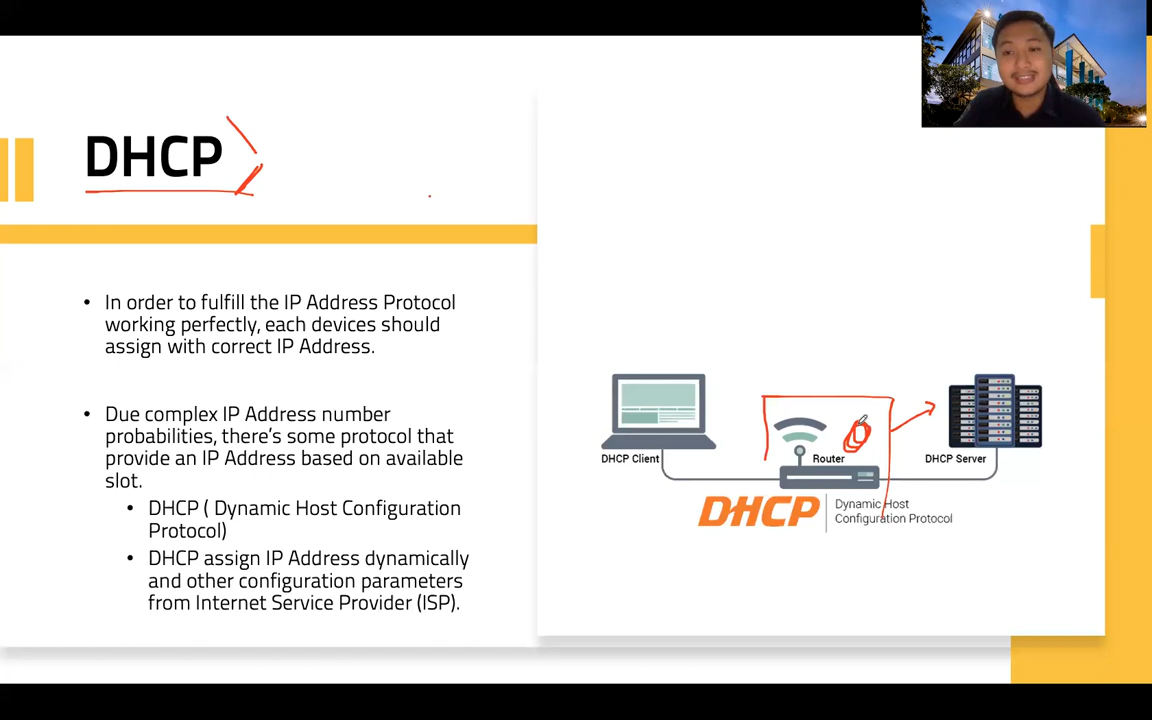 DHCP
• In order to fulfill the IP Address Protocol
working perfectly, each devices should
assign with correct IP Address.
• Due complex IP Address number
probabilities, there's some protocol that
provide an IP Address based on available
slot.
• DHCP ( Dynamic Host Configuration
Protocol)
• DHCP assign IP Address dynamically
and other configuration parameters
from Internet Service Provider (ISP).
DHCP Client
Router
DHCP Server
DHCP
Dynamic Host
Configuration Protocol